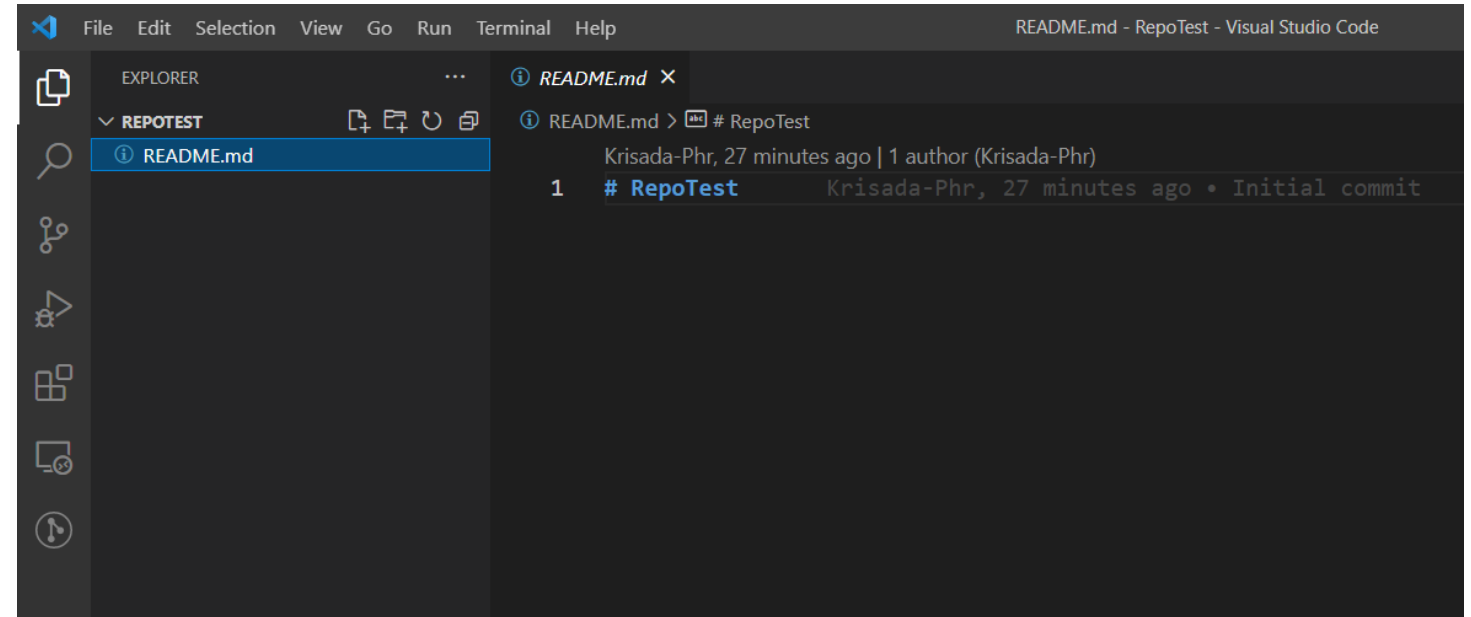 File Edit Selection View Go Run Terminal Help README.md - RepoTest - Visual Studio Code
EXPLORER ...
README.md
REPOTEST
README.md > abc # RepoTest
README.md
Krisada-Phr, 27 minutes ago | 1 author (Krisada-Phr)
1 # RepoTest Krisada-Phr, 27 minutes ago • Initial commit